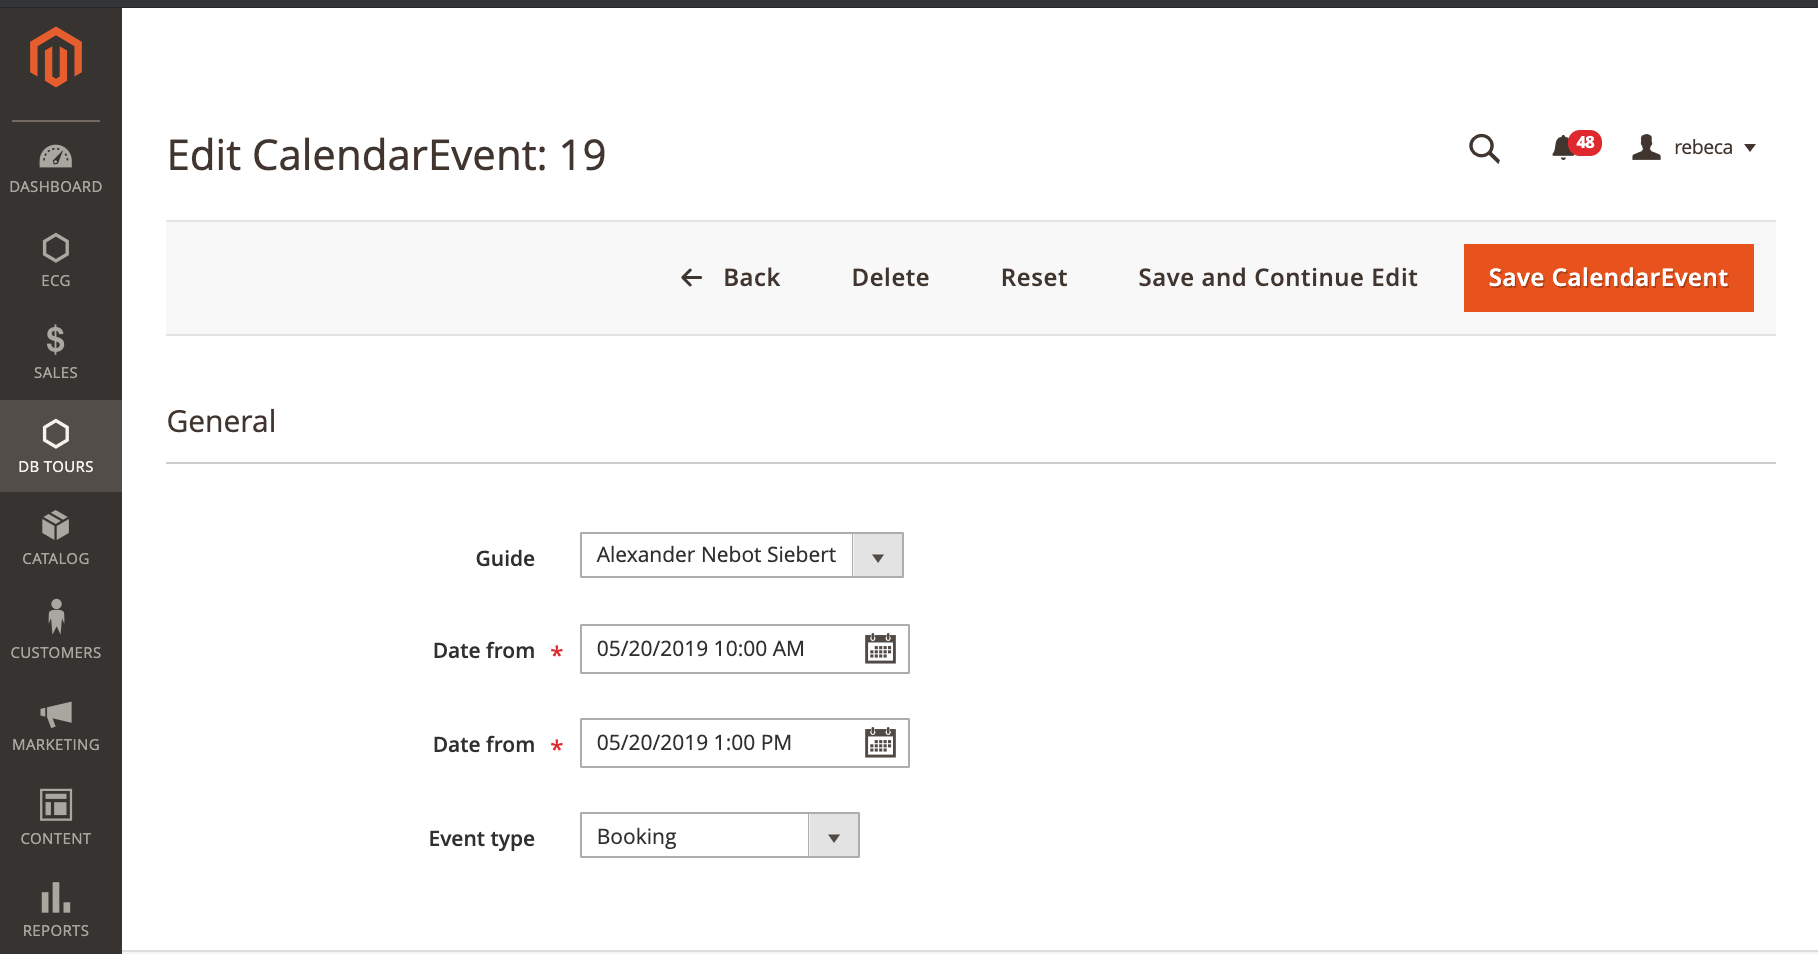 DASHBOARD
ECG
SALES
DB TOURS
CATALOG
CUSTOMERS
MARKETING
CONTENT
REPORTS
Edit CalendarEvent: 19
48
rebeca
Back
Delete
Reset
Save and Continue Edit
Save CalendarEvent
General
Guide Alexander Nebot Siebert
Date from * 05/20/2019 10:00 AM
Date from * 05/20/2019 1:00 PM
Event type Booking